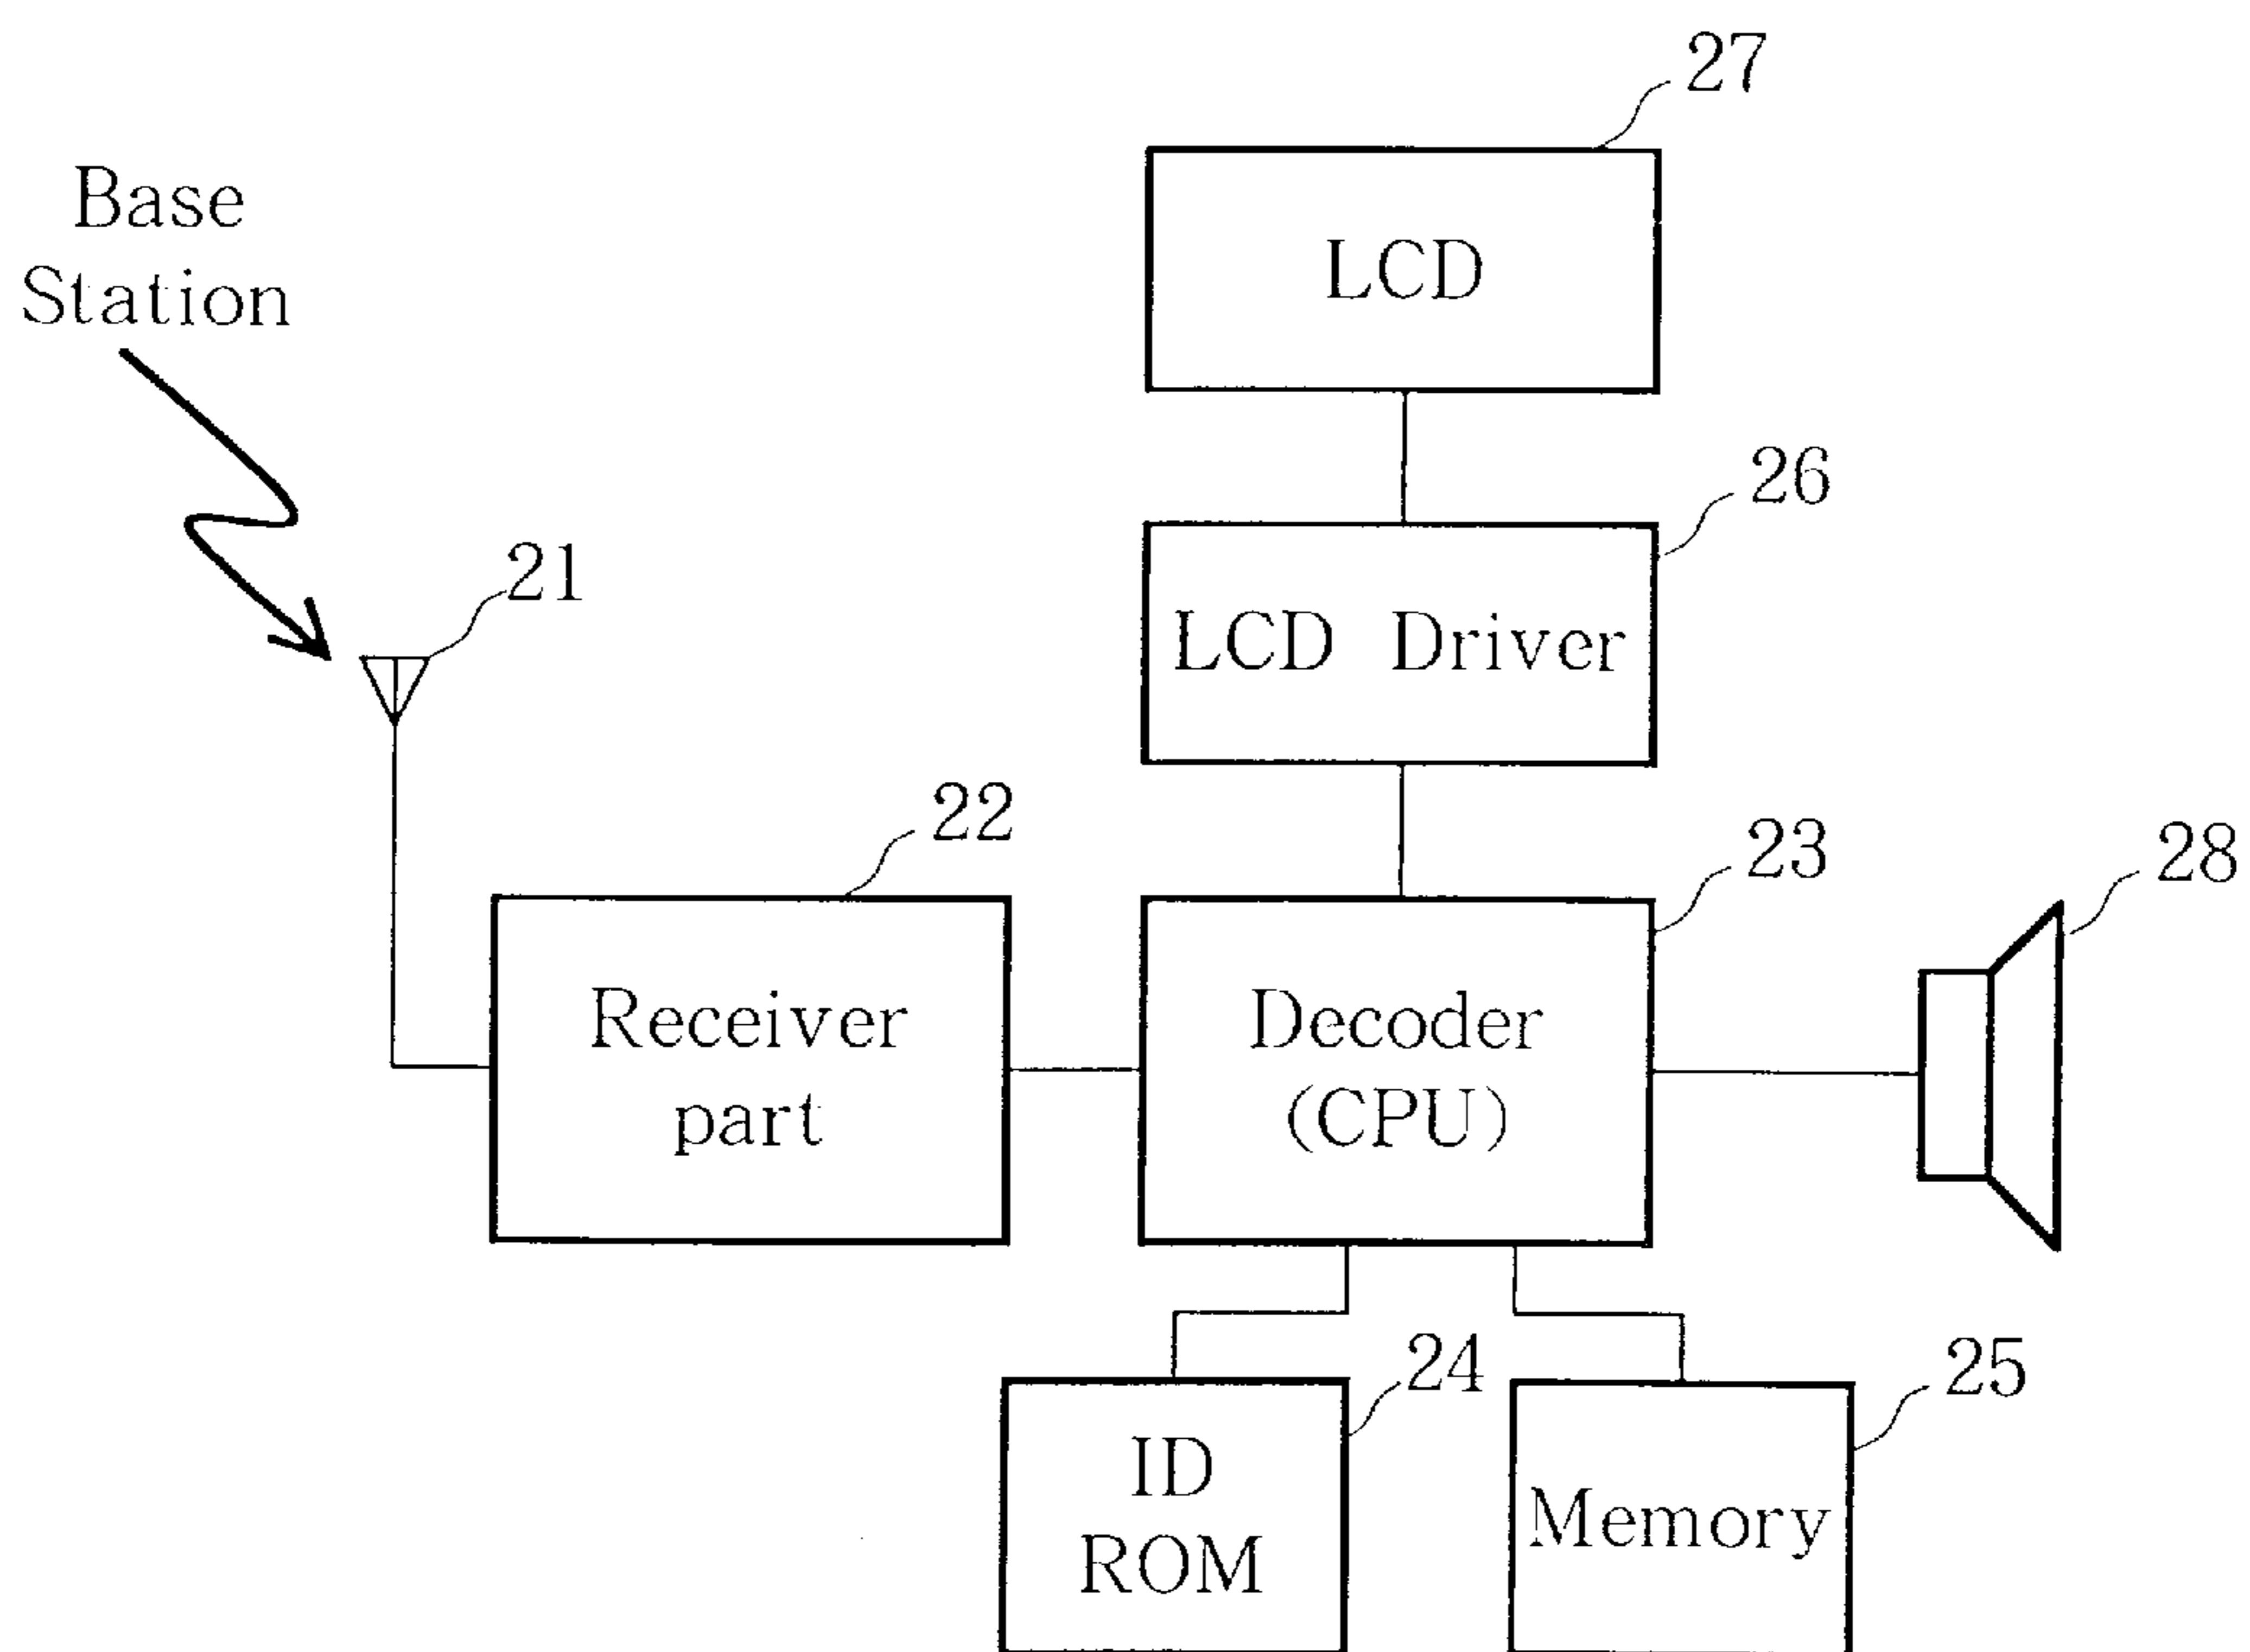 27
Base
Station
LCD
26
21
LCD Driver
22
23
28
Receiver
part
Decoder
(CPU)
24
25
ID
ROM
Memory